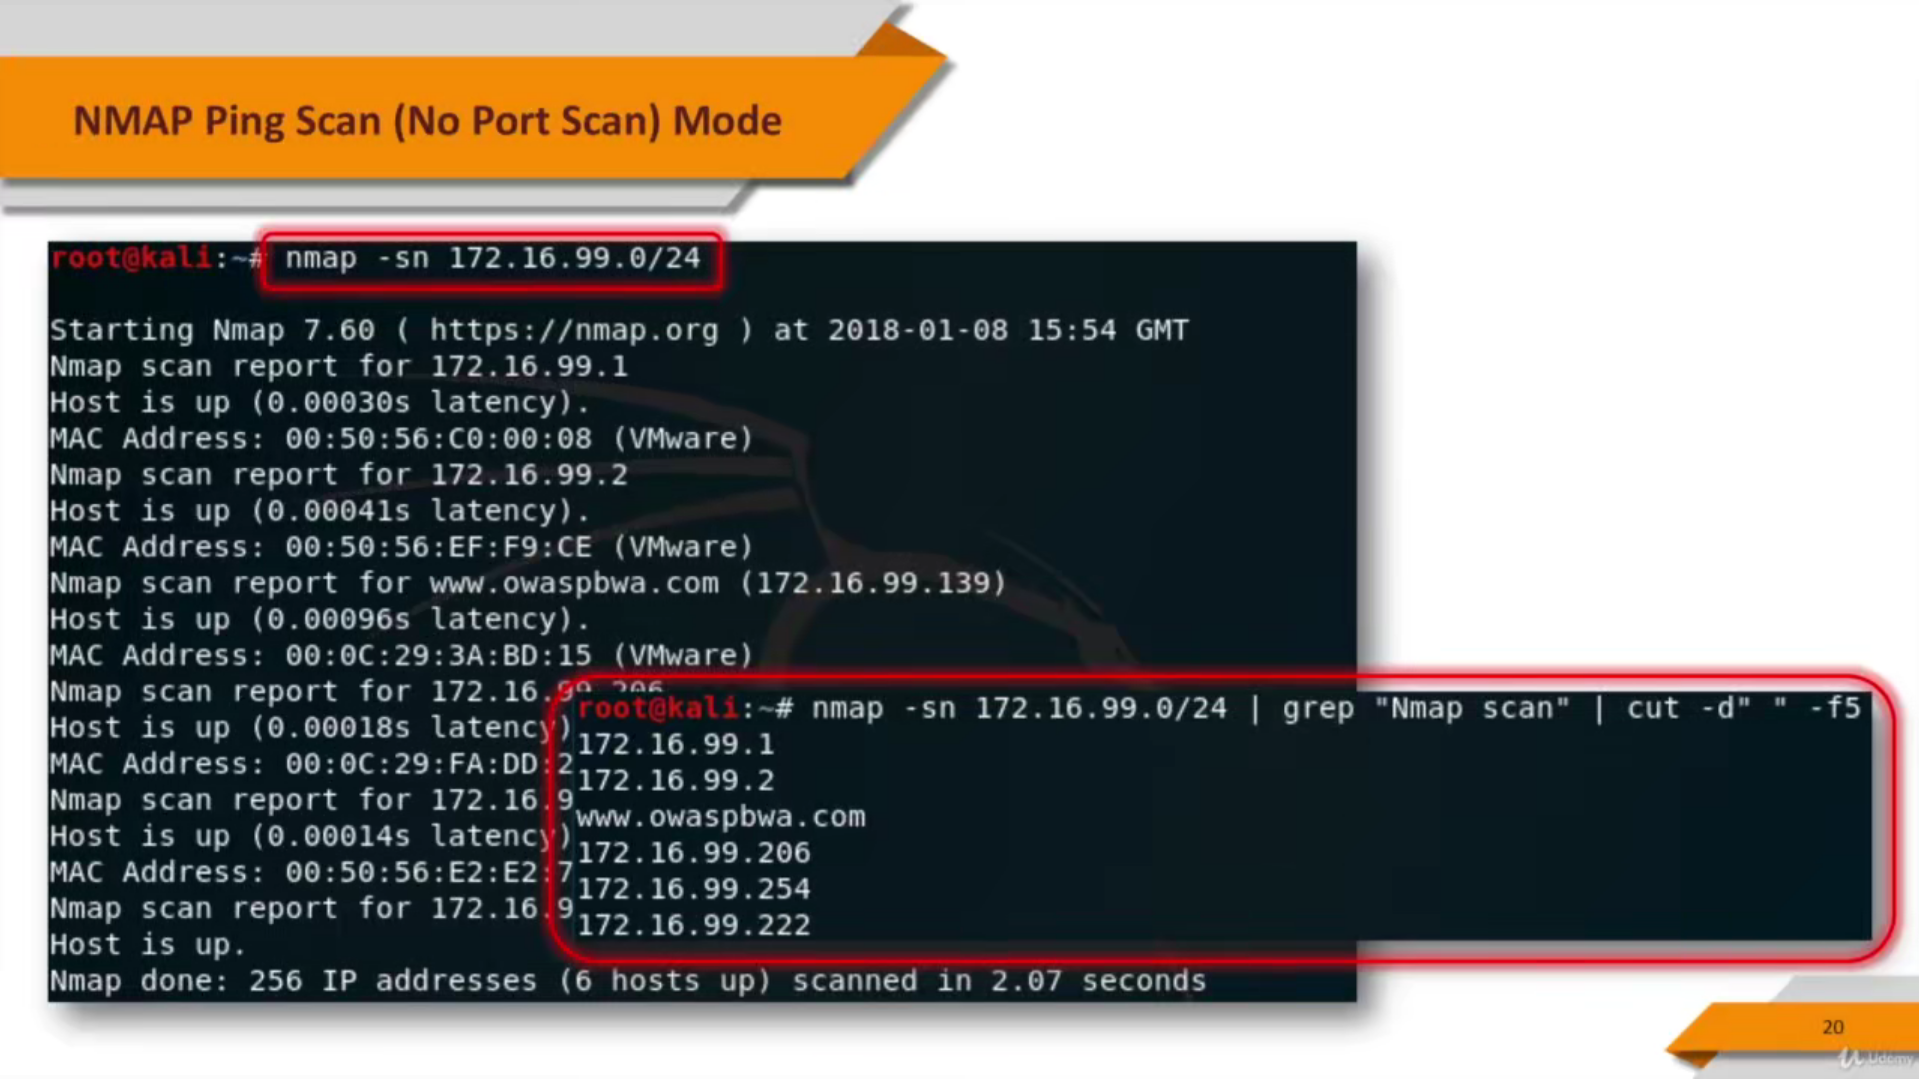 NMAP Ping Scan (No Port Scan) Mode
root@kali:~# nmap -sn 172.16.99.0/24
Starting Nmap 7.60 ( https://nmap.org ) at 2018-01-08 15:54 GMT
Nmap scan report for 172.16.99.1
Host is up (0.00030s latency).
MAC Address: 00:50:56:C0:00:08 (VMware)
Nmap scan report for 172.16.99.2
Host is up (0.00041s latency).
MAC Address: 00:50:56:EF:F9:CE (VMware)
Nmap scan report for www.owaspbwa.com (172.16.99.139)
Host is up (0.00096s latency).
MAC Address: 00:0C:29:3A:BD:15 (VMware)
Nmap scan report for 172.16.99.206
Host is up (0.00018s latency)
MAC Address: 00:0C:29:FA:DD:2
Nmap scan report for 172.16.9
Host is up (0.00014s latency)
MAC Address: 00:50:56:E2:E2:7
Nmap scan report for 172.16.9
Host is up.
Nmap done: 256 IP addresses (6 hosts up) scanned in 2.07 seconds
root@kali:~# nmap -sn 172.16.99.0/24 | grep "Nmap scan" | cut -d" " -f5
172.16.99.1
172.16.99.2
www.owaspbwa.com
172.16.99.206
172.16.99.254
172.16.99.222
20
Udemy